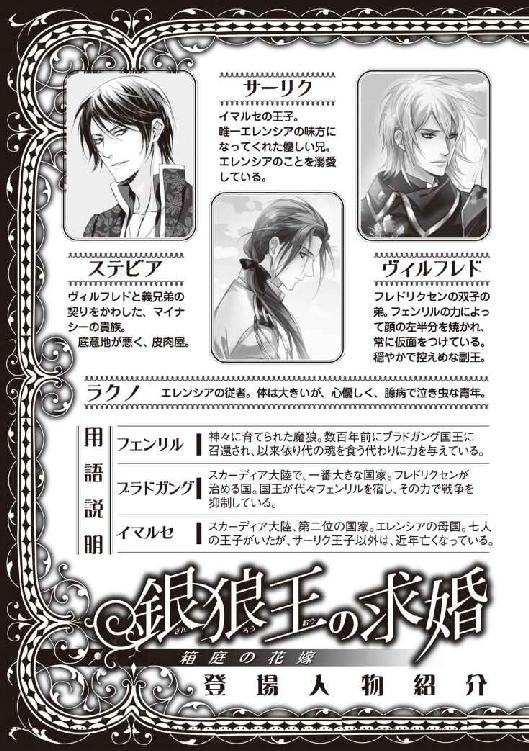 サーリク
イマルセの王子。
唯一エレンシアの味方に
なってくれた優しい兄。
エレンシアのことを溺愛
している。
ステビア
ヴィルフレドと義兄弟の
契りをかわした、マイナ
シーの貴族。
底意地が悪く、皮肉屋。
ヴィルフレド
フレドリクセンの双子の
弟。フェンリルの力によっ
て顔の左半分を焼かれ、
常に仮面をつけている。
穏やかで控えめな副王。
ラクノ エレンシアの従者。体は大きいが、心優しく、臆病で泣き虫な青年。
用語説明
フェンリル
神々に育てられた魔狼。数百年前にブラドガング国王に
召還され、以来依り代の魂を食う代わりに力を与えている。
ブラドガング
スカーディア大陸で、一番大きな国家。フレドリクセンが
治める国。国王が代々フェンリルを宿し、その力で戦争を
抑制している。
イマルセ
スカーディア大陸、第二位の国家。エレンシアの母国。七人
の王子がいたが、サーリク王子以外は、近年亡くなっている。
銀狼王の求婚
ぎんろうおう きゅうこん
箱庭の花嫁
登場人物紹介